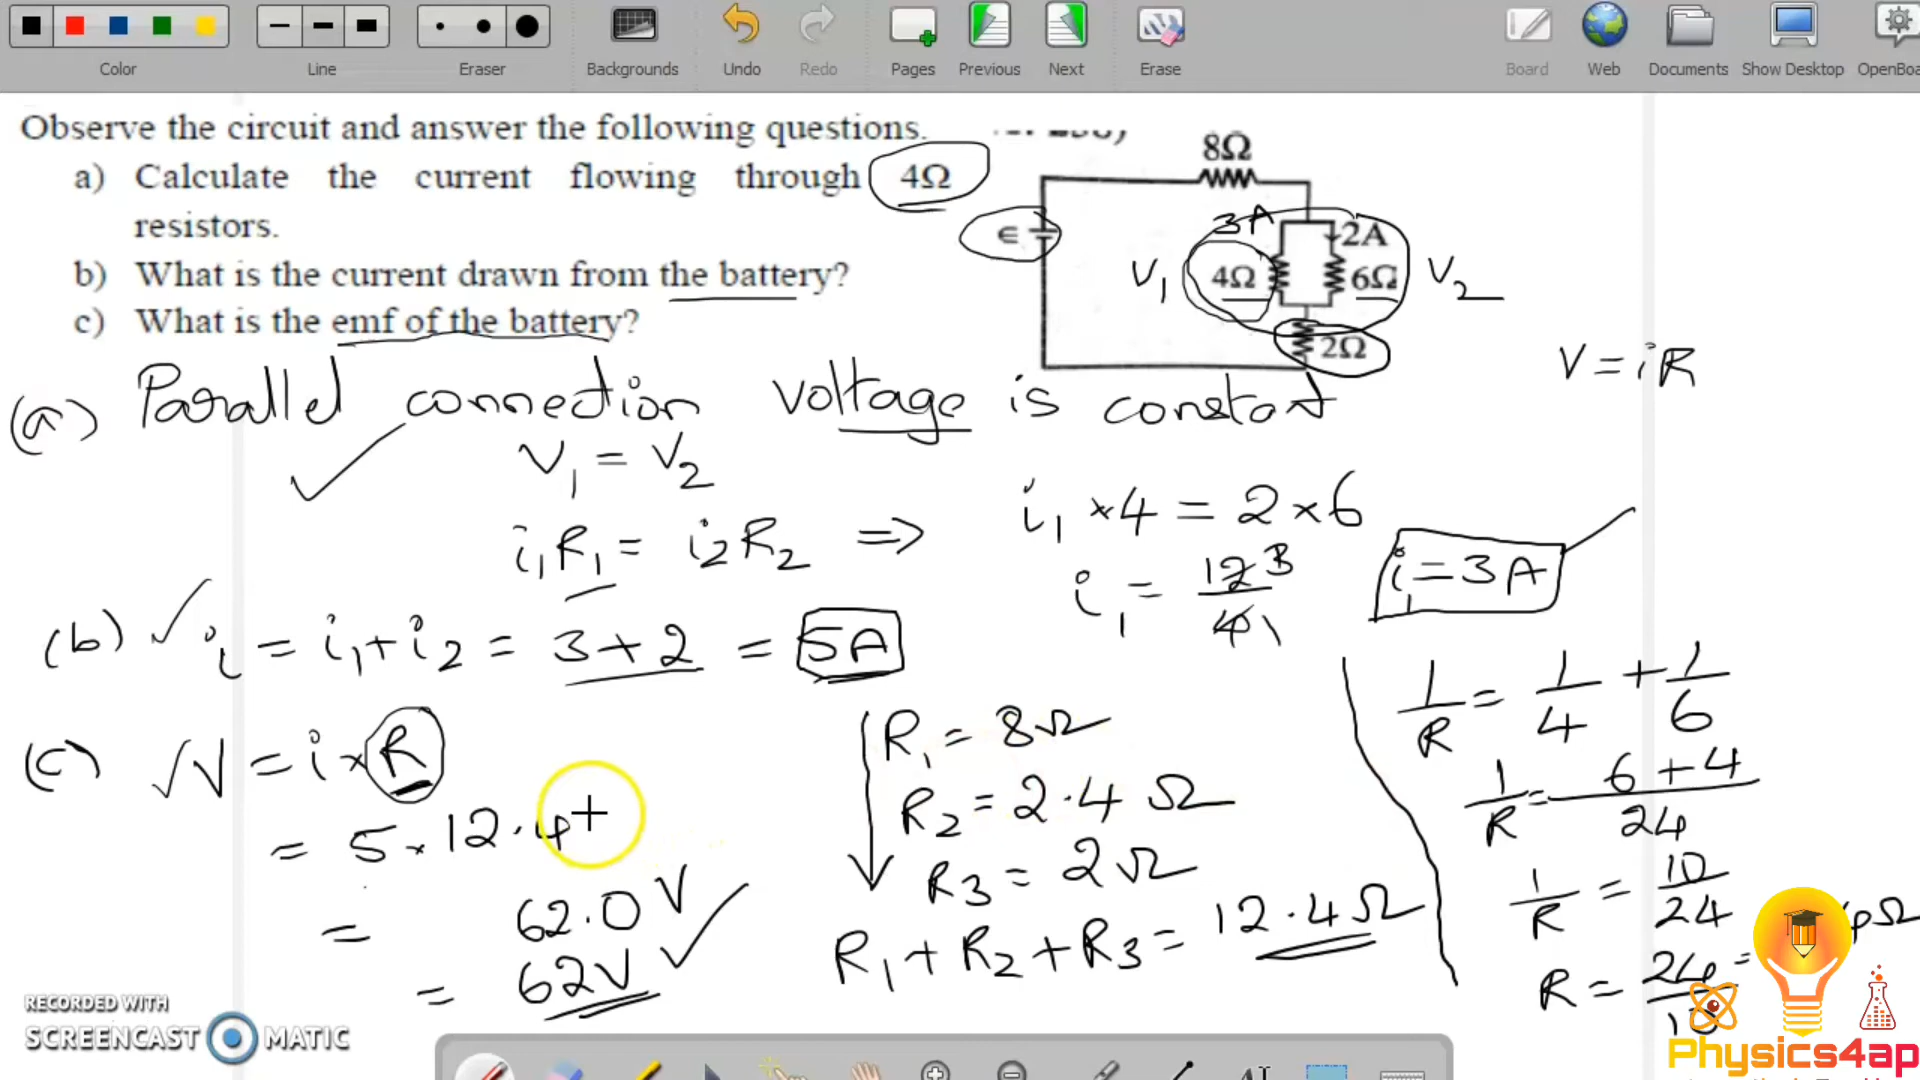 Color Line Eraser Backgrounds Undo Redo Pages Previous Next Erase Board Web Documents Show Desktop OpenBoa
Observe the circuit and answer the following questions.
a) Calculate the current flowing through 4Ω
resistors.
b) What is the current drawn from the battery?
c) What is the emf of the battery?
8Ω
3A
2A
∈
V1 4Ω 6Ω V2
2Ω
V = iR
(a) Parallel connection voltage is constat
V1 = V2
i1R1 = i2R2 =>
i1 × 4 = 2 × 6
i1 = 12 3
4 1
i1 = 3A
(b) i = i1 + i2 = 3 + 2 = 5A
(c) V = i × R
= 5 × 12.4
= 62.0 V
= 62V
R1 = 8Ω
R2 = 2.4 Ω
R3 = 2Ω
R1 + R2 + R3 = 12.4Ω
1/R = 1/4 + 1/6
1/R = 6+4/24
1/R = 10/24
R = 24/10 =
RECORDED WITH
SCREENCAST MATIC
Physics4ap